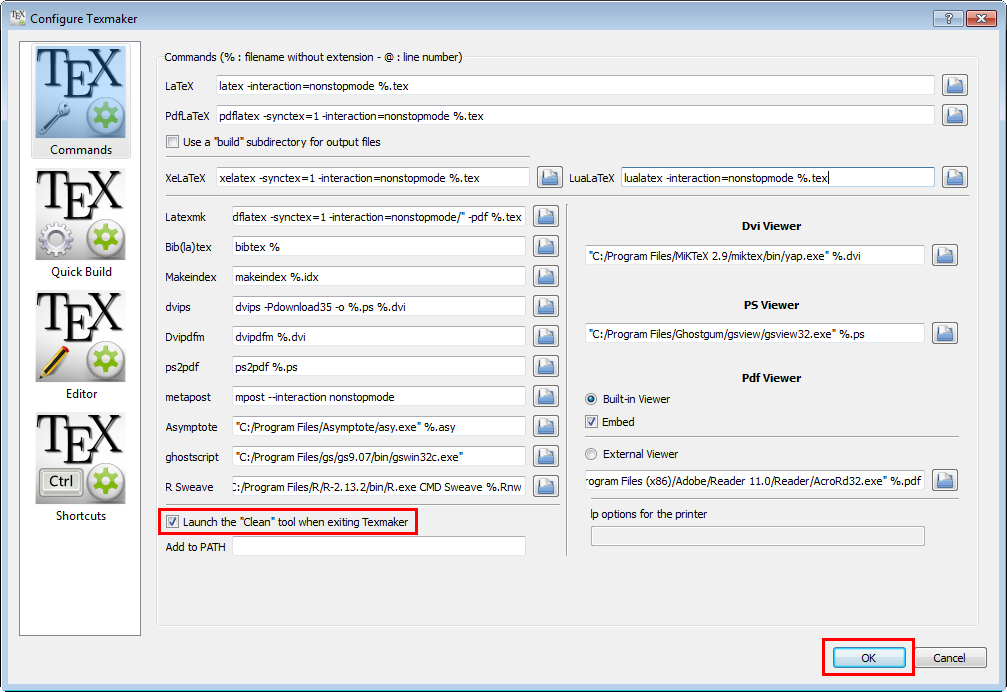 TEX Configure Texmaker
?
TEX
Commands
TEX
Quick Build
TEX
Editor
TEX
Ctrl
Shortcuts
Commands (% : filename without extension - @ : line number)
LaTeX latex -interaction=nonstopmode %.tex
PdfLaTeX pdflatex -synctex=1 -interaction=nonstopmode %.tex
Use a "build" subdirectory for output files
XeLaTeX xelatex -synctex=1 -interaction=nonstopmode %.tex LuaLaTeX lualatex -interaction=nonstopmode %.tex
Latexmk dflatex -synctex=1 -interaction=nonstopmode/" -pdf %.tex
Bib(la)tex bibtex %
Makeindex makeindex %.idx
dvips dvips -Pdownload35 -o %.ps %.dvi
Dvipdfm dvipdfm %.dvi
ps2pdf ps2pdf %.ps
metapost mpost --interaction nonstopmode
Asymptote "C:/Program Files/Asymptote/asy.exe" %.asy
ghostscript "C:/Program Files/gs/gs9.07/bin/gswin32c.exe"
R Sweave C:/Program Files/R/R-2.13.2/bin/R.exe CMD Sweave %.Rnw
Launch the "Clean" tool when exiting Texmaker
Add to PATH
Dvi Viewer
"C:/Program Files/MiKTeX 2.9/miktex/bin/yap.exe" %.dvi
PS Viewer
"C:/Program Files/Ghostgum/gsview/gsview32.exe" %.ps
Pdf Viewer
Built-in Viewer
Embed
External Viewer
ogram Files (x86)/Adobe/Reader 11.0/Reader/AcroRd32.exe" %.pdf
lp options for the printer
OK Cancel